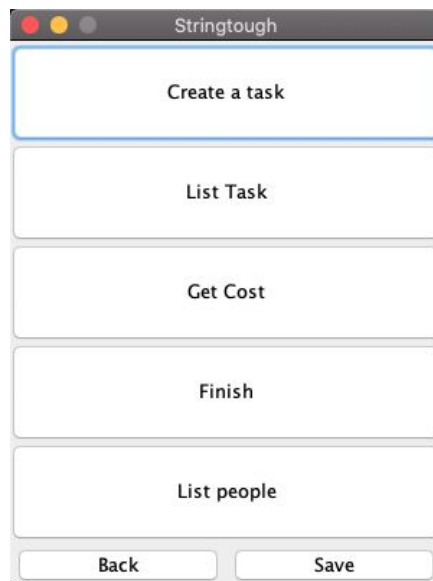 Stringtough
Create a task
List Task
Get Cost
Finish
List people
Back Save